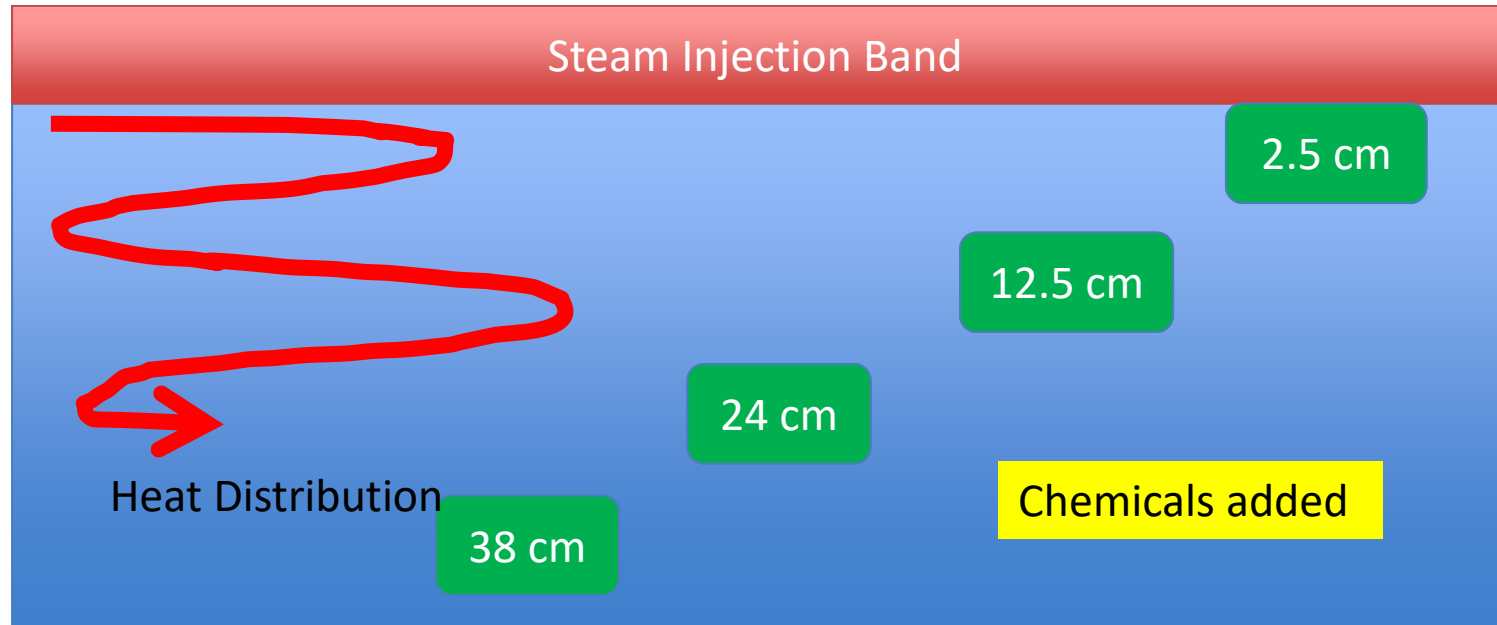 Steam Injection Band
2.5 cm
12.5 cm
24 cm
Heat Distribution
Chemicals added
38 cm